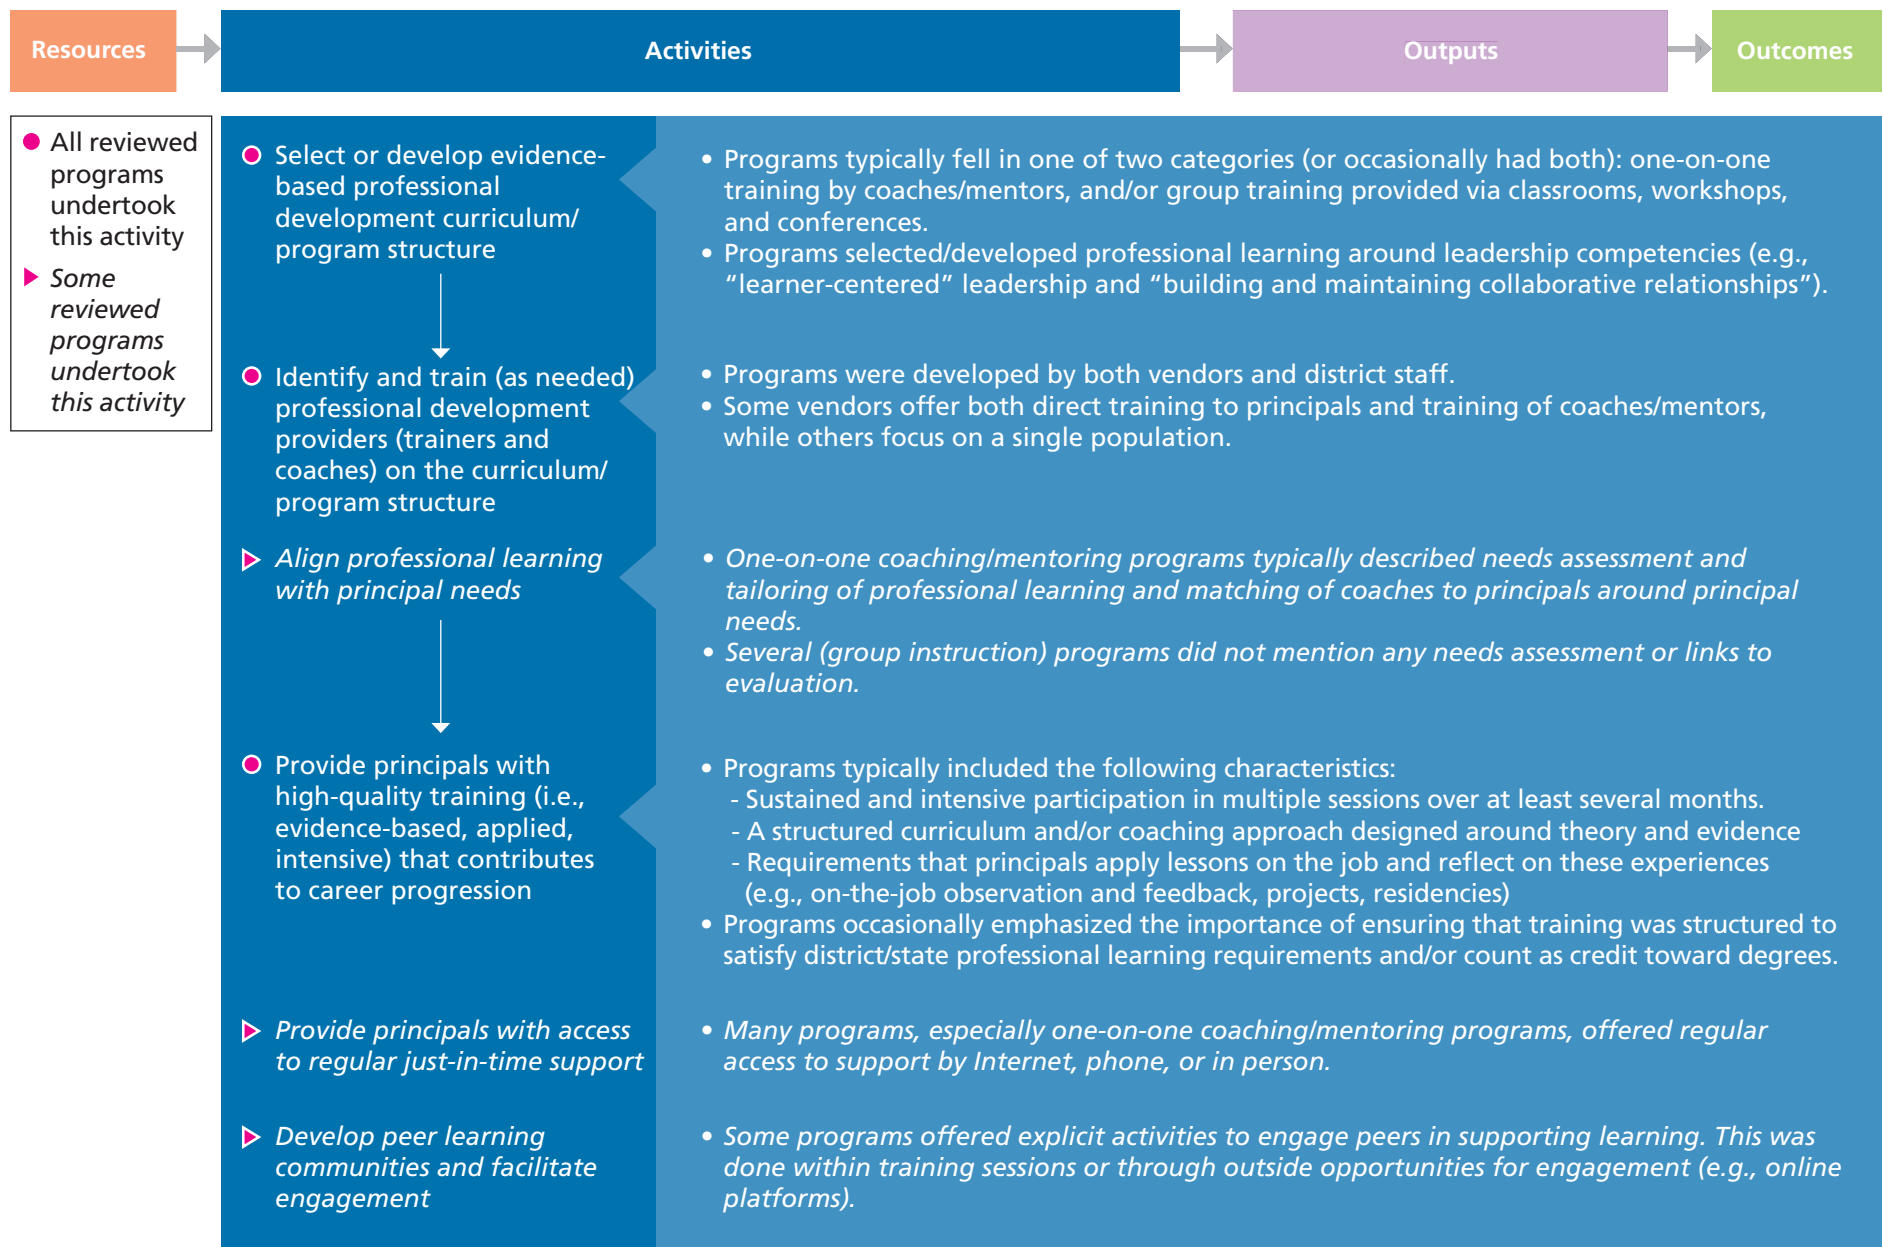 Resources
Activities
Outputs
Outcomes
● All reviewed
programs
undertook
this activity
▶ Some
reviewed
programs
undertook
this activity
Select or develop evidence-
based professional
development curriculum/
program structure
• Programs typically fell in one of two categories (or occasionally had both): one-on-one
training by coaches/mentors, and/or group training provided via classrooms, workshops,
and conferences.
• Programs selected/developed professional learning around leadership competencies (e.g.,
“learner-centered” leadership and “building and maintaining collaborative relationships”).
Identify and train (as needed)
professional development
providers (trainers and
coaches) on the curriculum/
program structure
• Programs were developed by both vendors and district staff.
• Some vendors offer both direct training to principals and training of coaches/mentors,
while others focus on a single population.
Align professional learning
with principal needs
• One-on-one coaching/mentoring programs typically described needs assessment and
tailoring of professional learning and matching of coaches to principals around principal
needs.
• Several (group instruction) programs did not mention any needs assessment or links to
evaluation.
Provide principals with
high-quality training (i.e.,
evidence-based, applied,
intensive) that contributes
to career progression
• Programs typically included the following characteristics:
- Sustained and intensive participation in multiple sessions over at least several months.
- A structured curriculum and/or coaching approach designed around theory and evidence
- Requirements that principals apply lessons on the job and reflect on these experiences
(e.g., on-the-job observation and feedback, projects, residencies)
• Programs occasionally emphasized the importance of ensuring that training was structured to
satisfy district/state professional learning requirements and/or count as credit toward degrees.
Provide principals with access
to regular just-in-time support
• Many programs, especially one-on-one coaching/mentoring programs, offered regular
access to support by Internet, phone, or in person.
Develop peer learning
communities and facilitate
engagement
• Some programs offered explicit activities to engage peers in supporting learning. This was
done within training sessions or through outside opportunities for engagement (e.g., online
platforms).